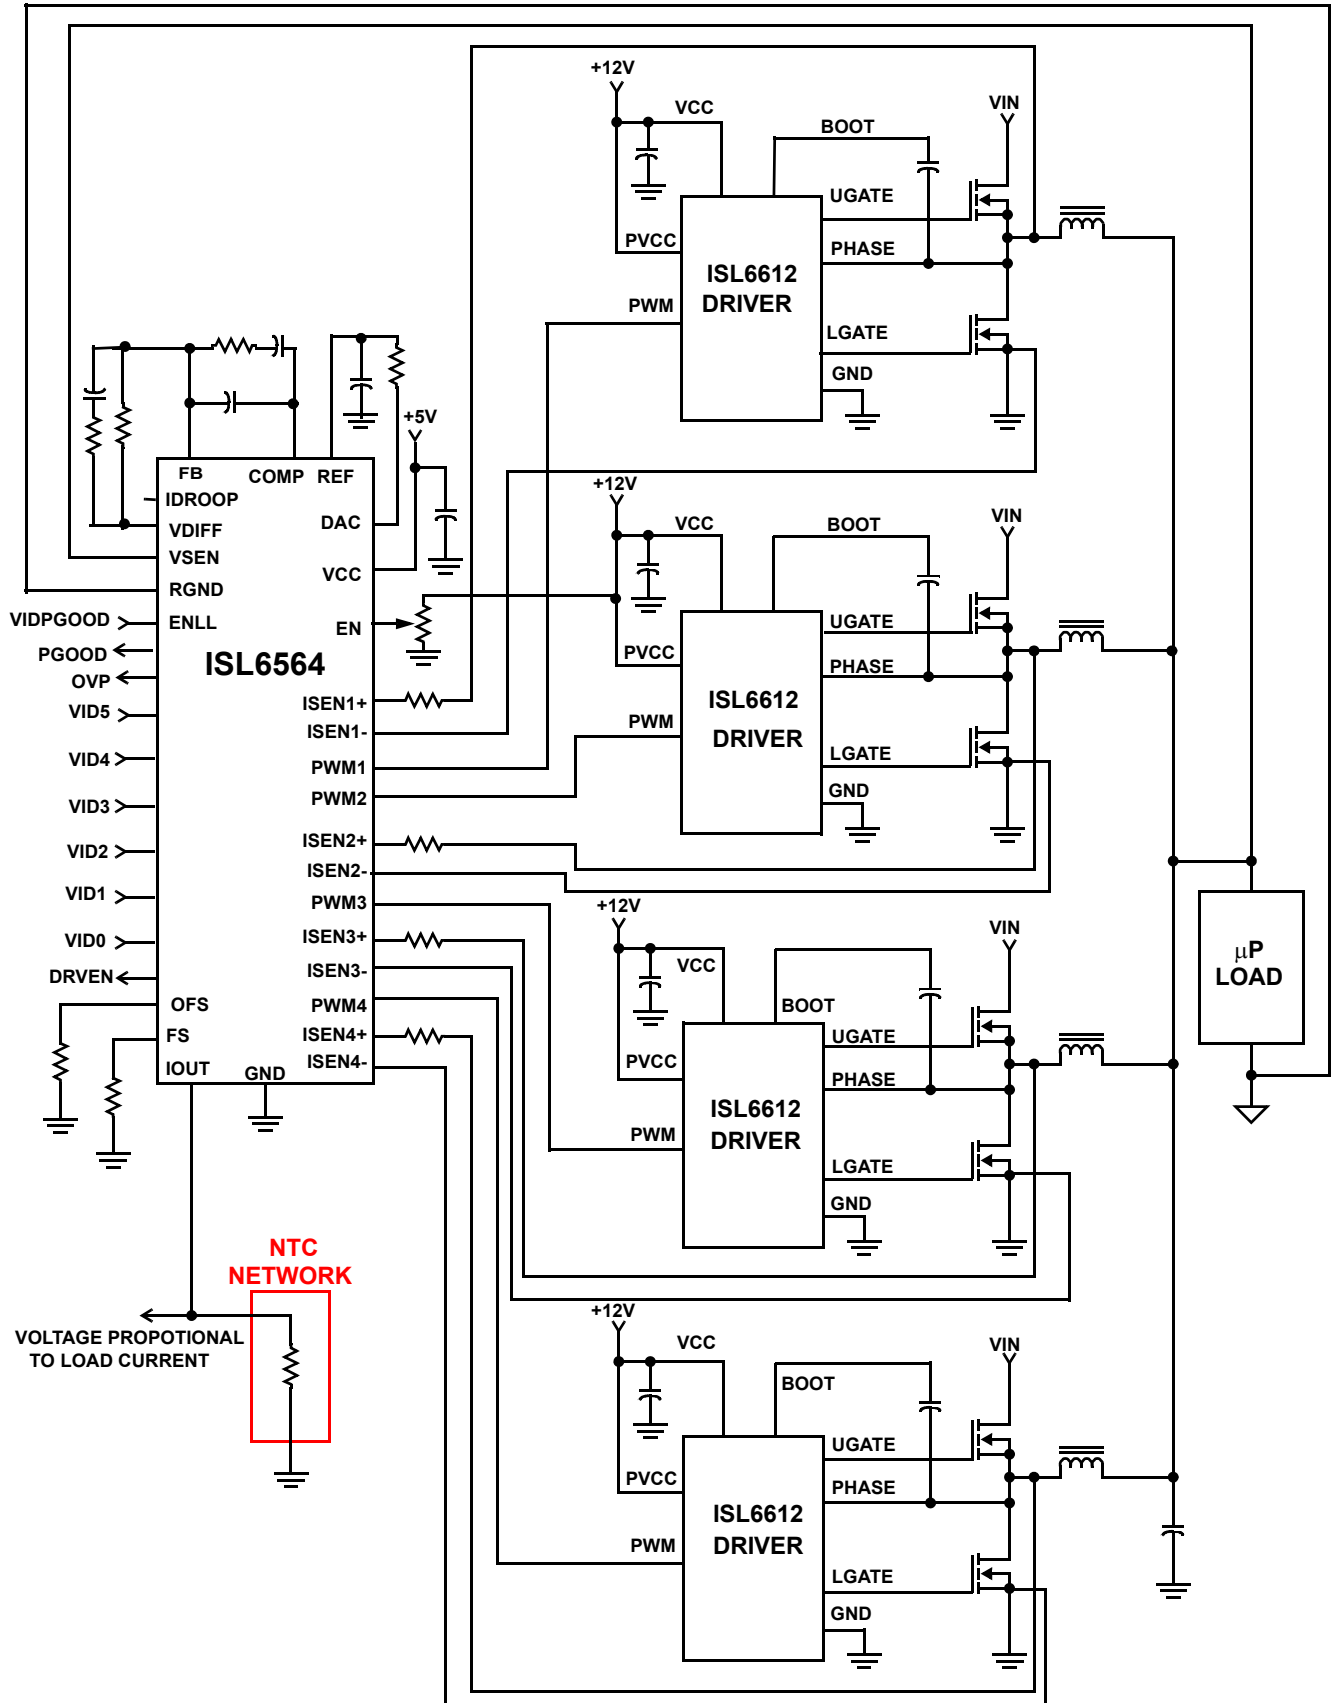 +12V
VCC
BOOT
VIN
UGATE
PVCC
PHASE
ISL6612
DRIVER
PWM
LGATE
GND
+5V
FB
COMP
REF
IDROOP
VDIFF
DAC
VSEN
VCC
RGND
VIDPGOOD
ENLL
EN
PGOOD
ISL6564
OVP
VID5
ISEN1+
ISEN1-
VID4
PWM1
PWM2
VID3
ISEN2+
VID2
ISEN2-
VID1
PWM3
ISEN3+
VID0
ISEN3-
DRVEN
OFS
PWM4
FS
ISEN4+
IOUT
GND
ISEN4-
+12V
VCC
BOOT
VIN
UGATE
PVCC
PHASE
ISL6612
DRIVER
PWM
LGATE
GND
+12V
VCC
BOOT
VIN
UGATE
PVCC
PHASE
ISL6612
DRIVER
PWM
LGATE
GND
μP
LOAD
NTC
NETWORK
VOLTAGE PROPOTIONAL
TO LOAD CURRENT
+12V
VCC
BOOT
VIN
UGATE
PVCC
PHASE
ISL6612
DRIVER
PWM
LGATE
GND